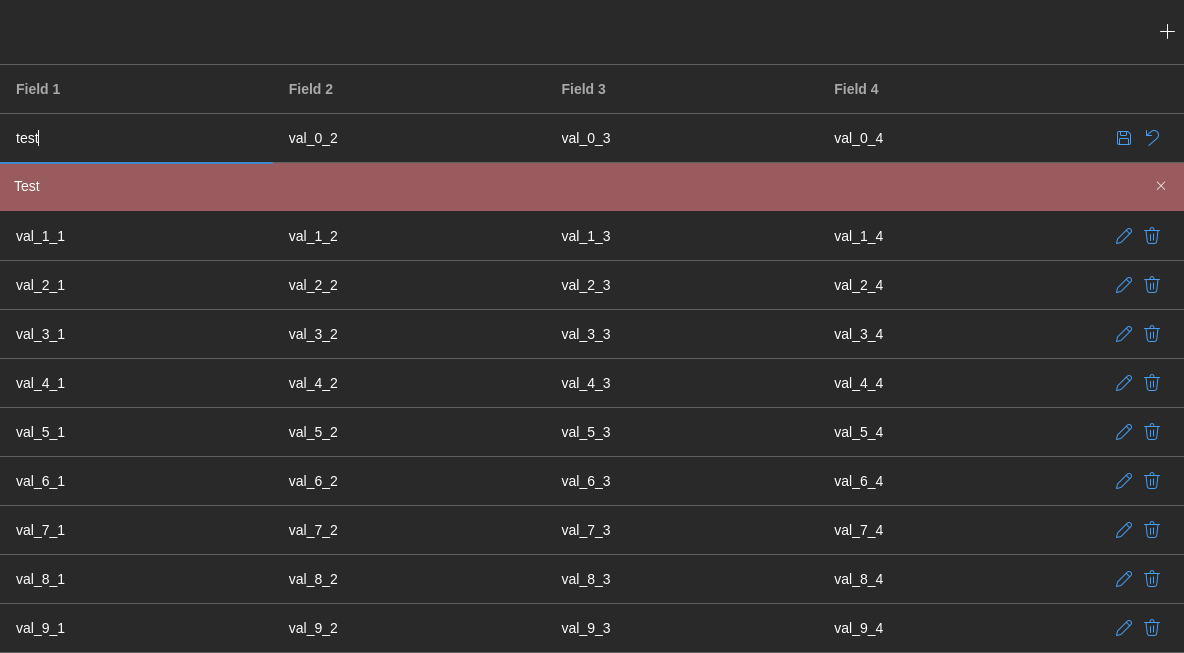 Field 1 Field 2 Field 3 Field 4
test val_0_2 val_0_3 val_0_4
Test
val_1_1 val_1_2 val_1_3 val_1_4
val_2_1 val_2_2 val_2_3 val_2_4
val_3_1 val_3_2 val_3_3 val_3_4
val_4_1 val_4_2 val_4_3 val_4_4
val_5_1 val_5_2 val_5_3 val_5_4
val_6_1 val_6_2 val_6_3 val_6_4
val_7_1 val_7_2 val_7_3 val_7_4
val_8_1 val_8_2 val_8_3 val_8_4
val_9_1 val_9_2 val_9_3 val_9_4